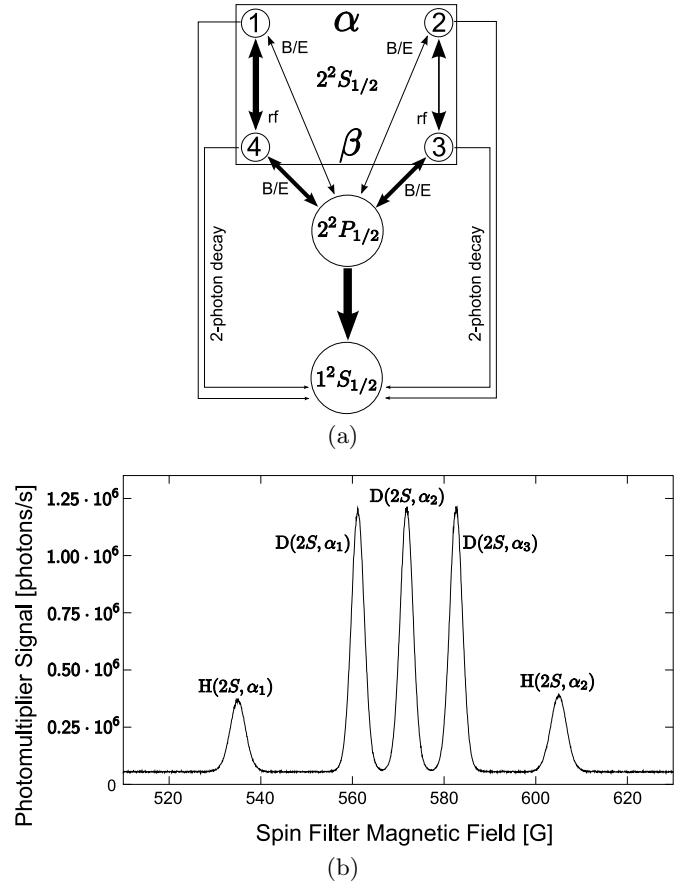 1
α
2
B/E
B/E
2²S₁/₂
rf
rf
4
β
3
B/E
B/E
2²P₁/₂
2-photon decay
2-photon decay
1²S₁/₂
(a)
Photomultiplier Signal [photons/s]
1.25 · 10⁶
1.00 · 10⁶
0.75 · 10⁶
0.50 · 10⁶
0.25 · 10⁶
0
D(2S, α₂)
D(2S, α₁)
D(2S, α₃)
H(2S, α₁)
H(2S, α₂)
520
540
560
580
600
620
Spin Filter Magnetic Field [G]
(b)